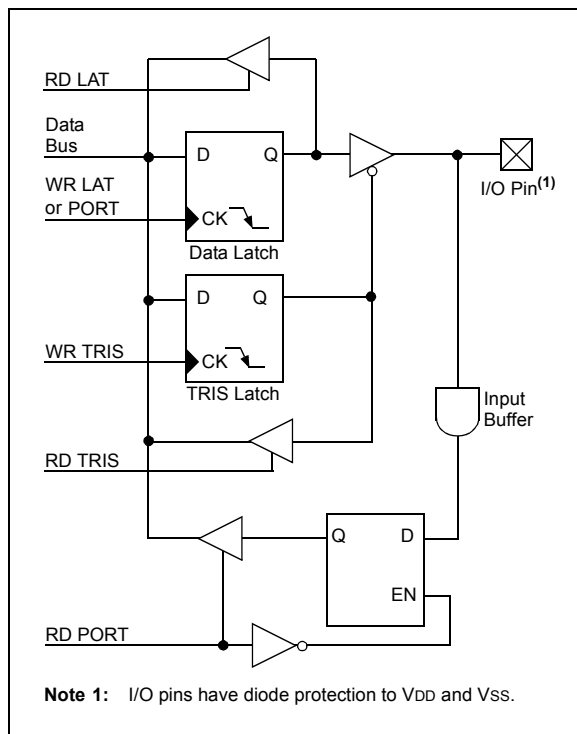 RD LAT
Data
Bus
D Q
WR LAT
or PORT
CK
Data Latch
I/O Pin(1)
D Q
WR TRIS
CK
TRIS Latch
Input
Buffer
RD TRIS
Q D
EN
RD PORT
Note 1: I/O pins have diode protection to VDD and VSS.